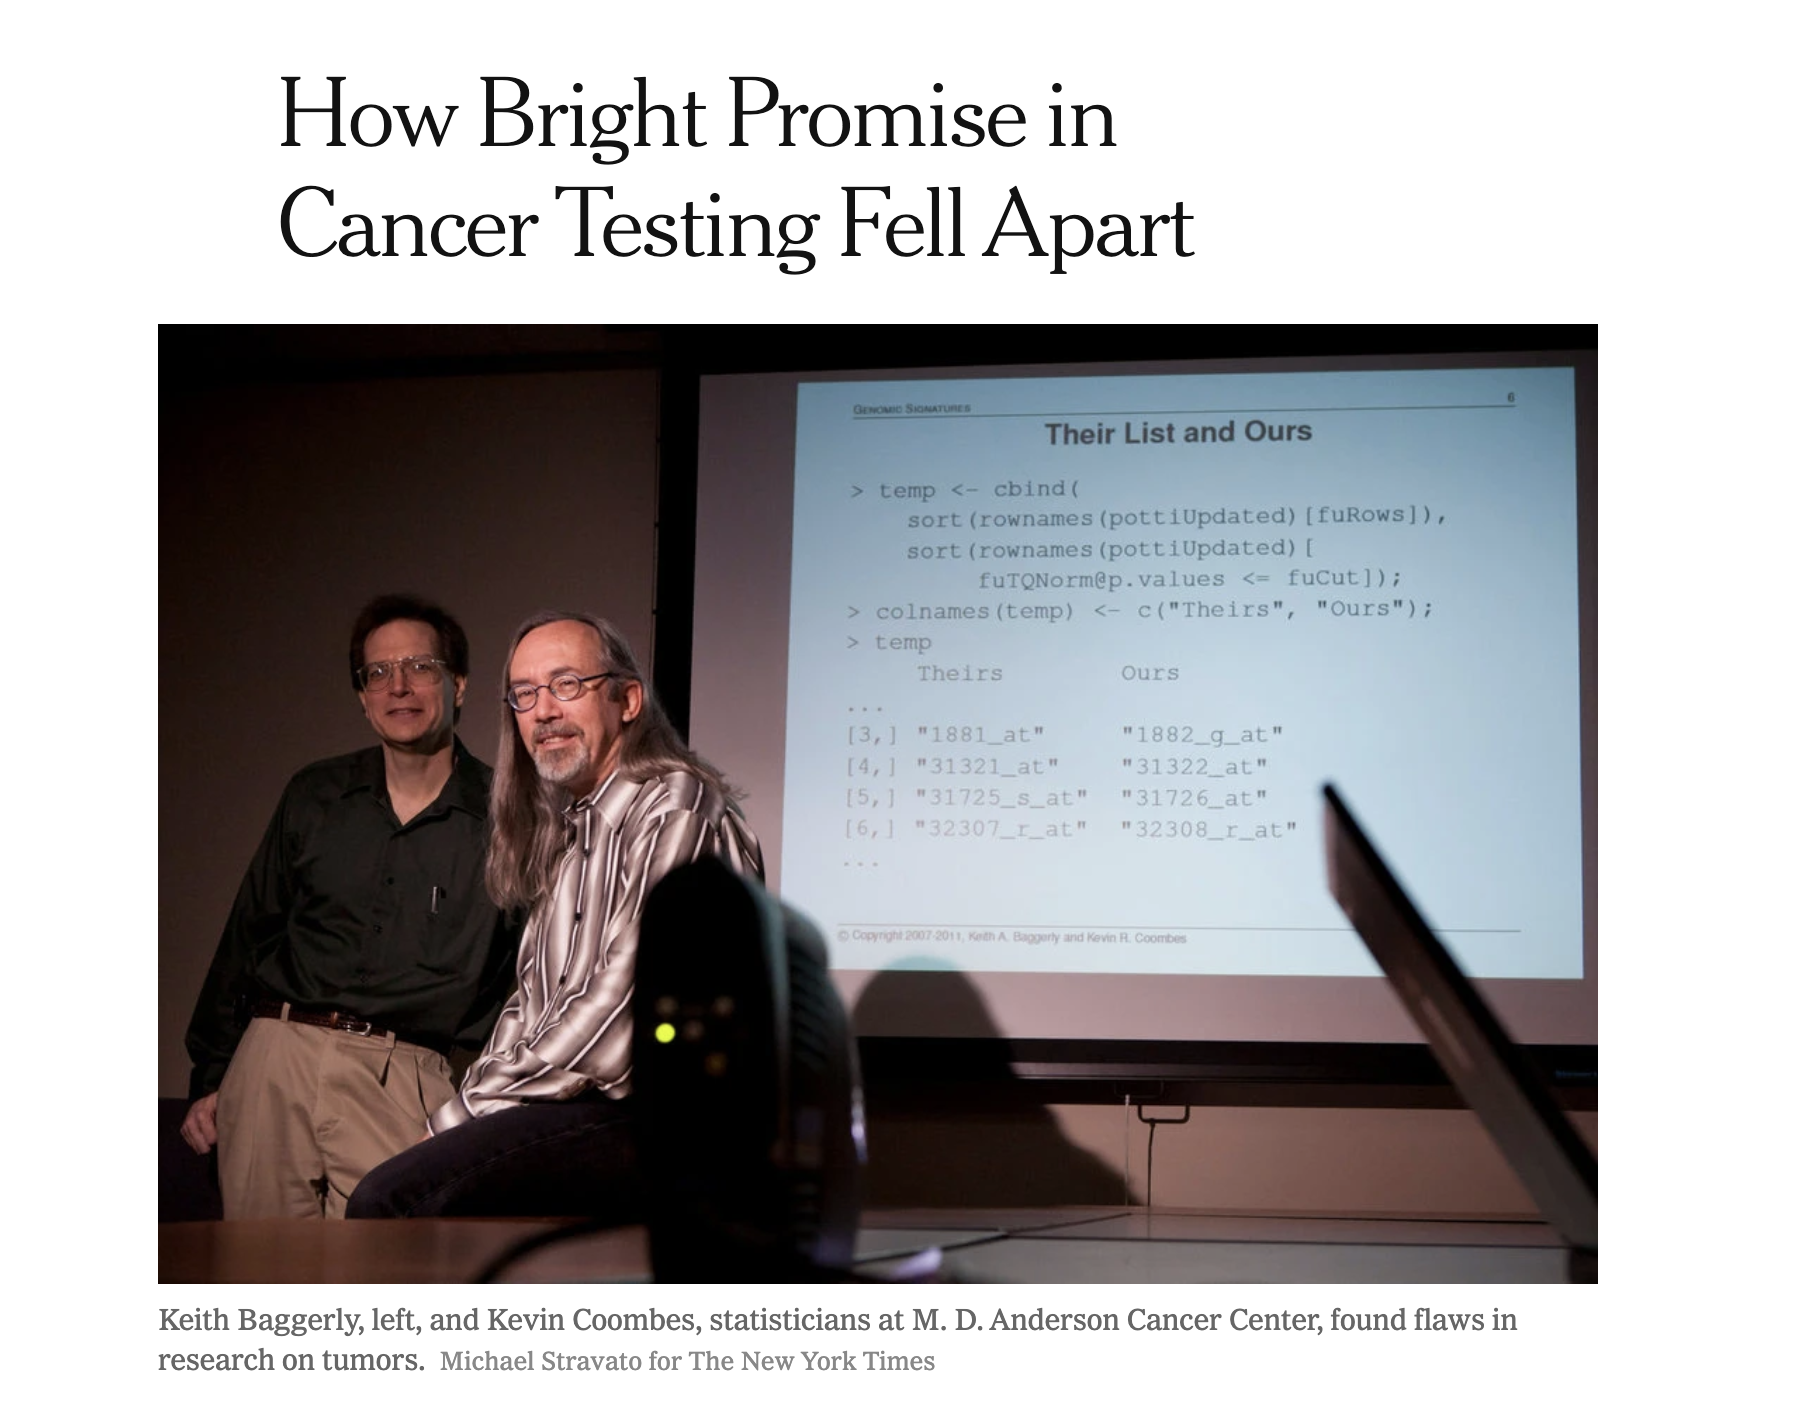 How Bright Promise in
Cancer Testing Fell Apart
GENOMIC SIGNATURES 6
Their List and Ours
> temp <- cbind(
sort(rownames(pottiUpdated)[fuRows]),
sort(rownames(pottiUpdated)[
fuTQNorm@p.values <= fuCut]);
> colnames(temp) <- c("Theirs", "Ours");
> temp
Theirs Ours
...
[3,] "1881_at" "1882_g_at"
[4,] "31321_at" "31322_at"
[5,] "31725_s_at" "31726_at"
[6,] "32307_r_at" "32308_r_at"
...
© Copyright 2007-2011, Keith A. Baggerly and Kevin R. Coombes
Keith Baggerly, left, and Kevin Coombes, statisticians at M. D. Anderson Cancer Center, found flaws in
research on tumors. Michael Stravato for The New York Times